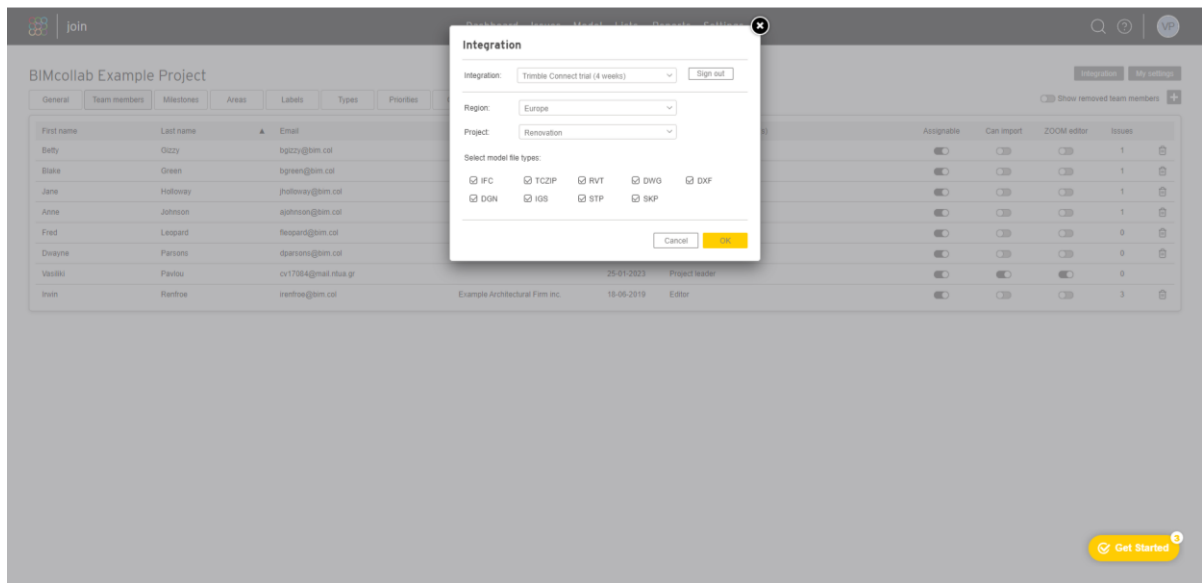 join
Dashboard Issues Model Lists Reports Settings
VP
BIMcollab Example Project
Integration My settings
General Team members Milestones Areas Labels Types Priorities
Show removed team members
First name Last name Email Assignable Can import ZOOM editor Issues
Betty Gizzy bgizzy@bim.col 1
Blake Green bgreen@bim.col 1
Jane Holloway jholloway@bim.col 1
Anne Johnson ajohnson@bim.col 1
Fred Leopard fleopard@bim.col 0
Dwayne Parsons dparsons@bim.col 0
Vasiliki Pavlou cv17084@mail.ntua.gr 25-01-2023 Project leader 0
Irvin Renfroe irenfroe@bim.col Example Architectural Firm inc. 18-06-2018 Editor 3
Integration
Integration: Trimble Connect trial (4 weeks) Sign out
Region: Europe
Project: Renovation
Select model file types:
IFC TCZIP RVT DWG DXF
DGN IGS STP SKP
Cancel OK
Get Started 3